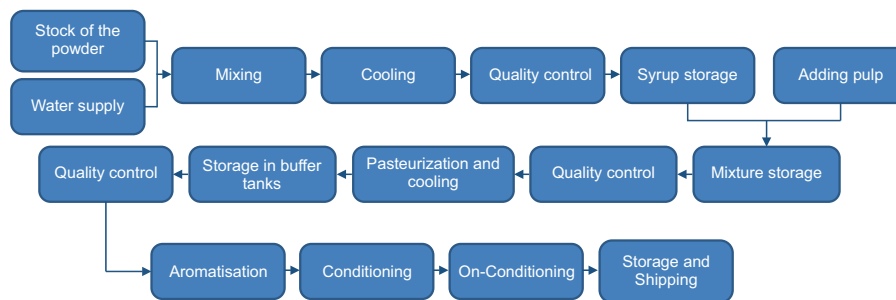 Stock of the
powder
Water supply
Mixing
Cooling
Quality control
Syrup storage
Adding pulp
Quality control
Storage in buffer
tanks
Pasteurization and
cooling
Quality control
Mixture storage
Aromatisation
Conditioning
On-Conditioning
Storage and
Shipping